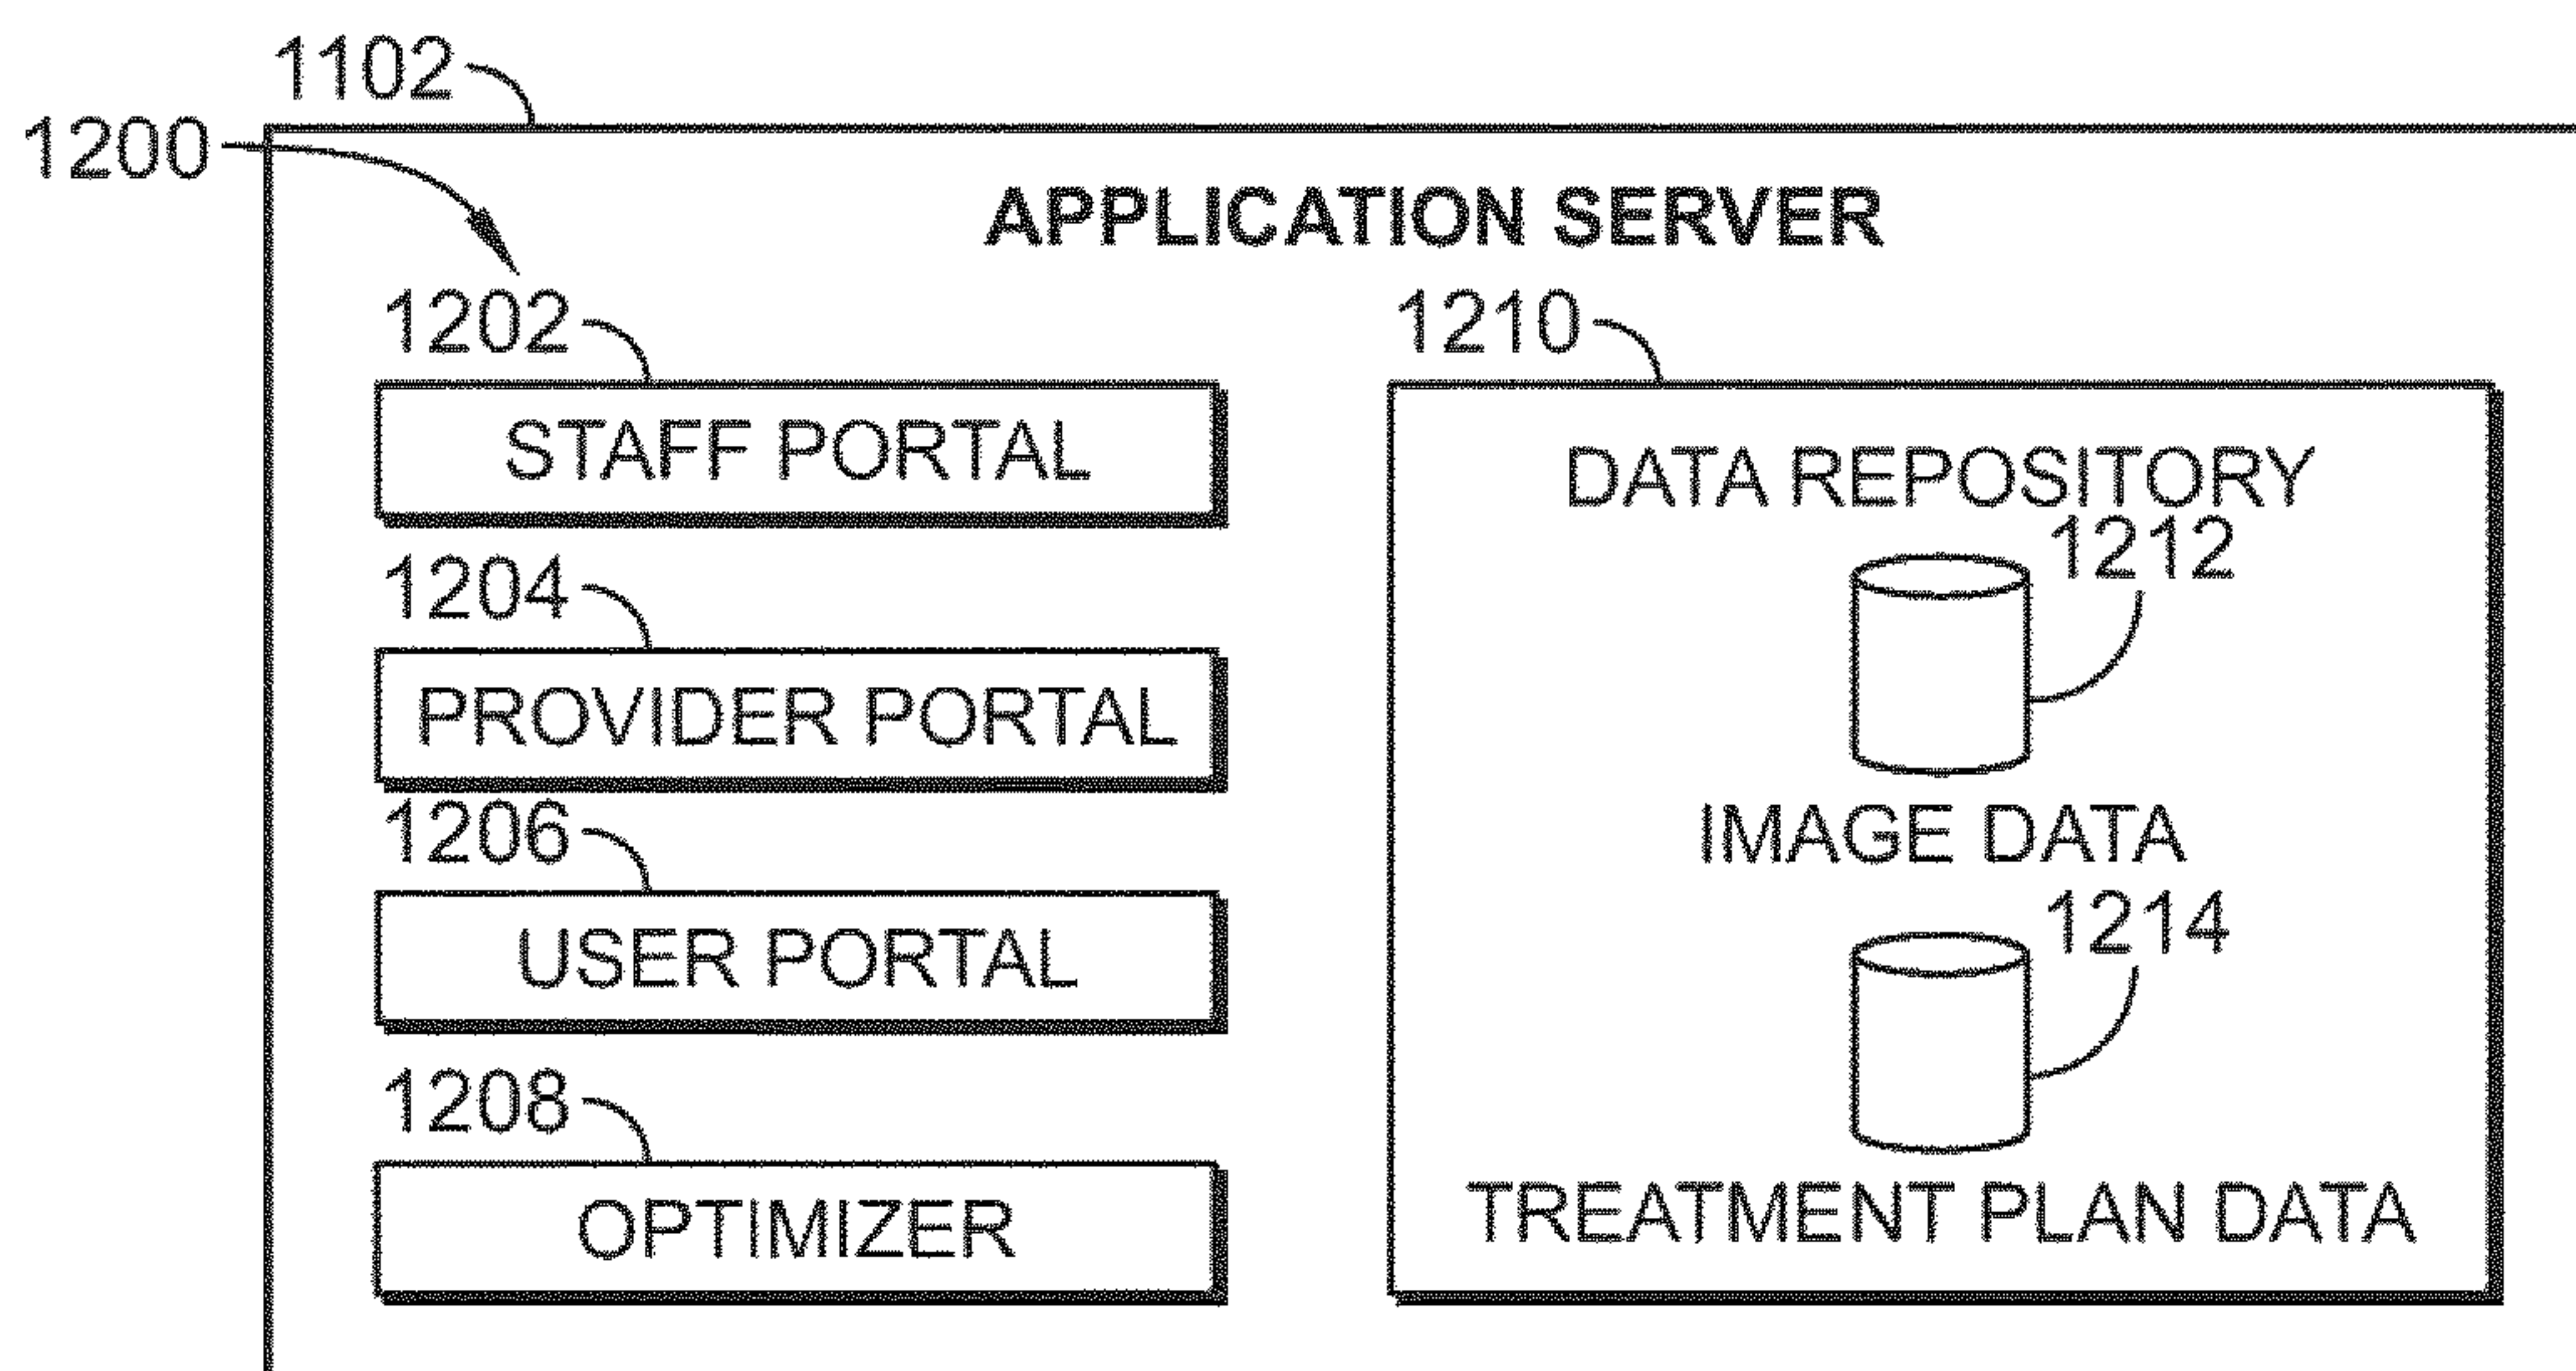 1102
1200
APPLICATION SERVER
1202
STAFF PORTAL
1204
PROVIDER PORTAL
1206
USER PORTAL
1208
OPTIMIZER
1210
DATA REPOSITORY
1212
IMAGE DATA
1214
TREATMENT PLAN DATA